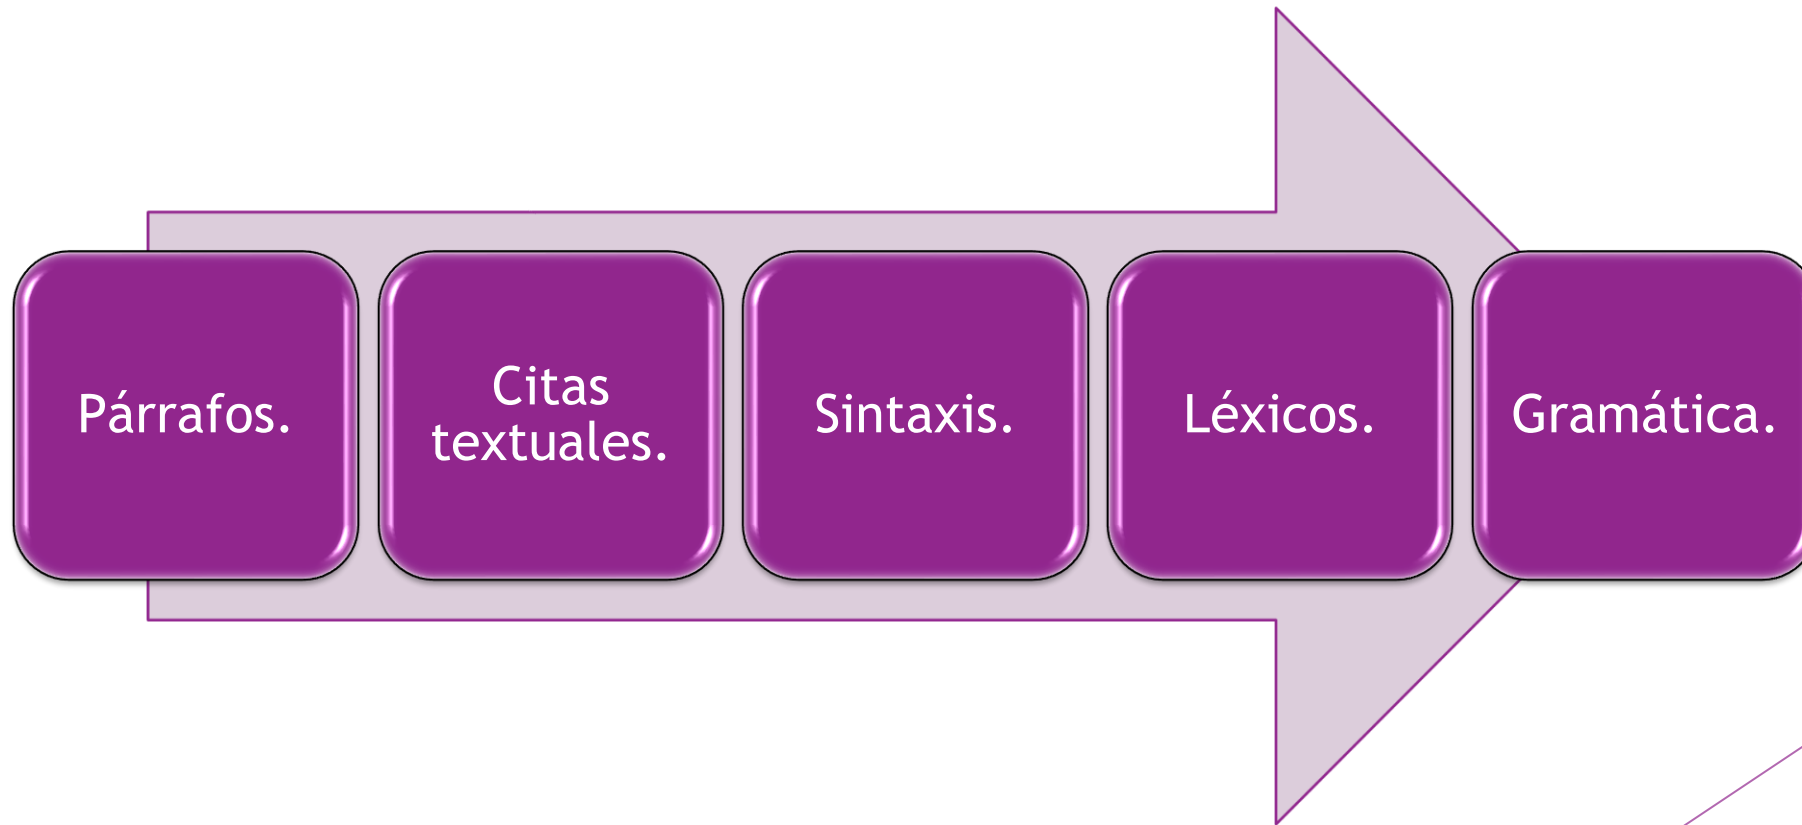 Párrafos.
Citas
textuales.
Sintaxis.
Léxicos.
Gramática.